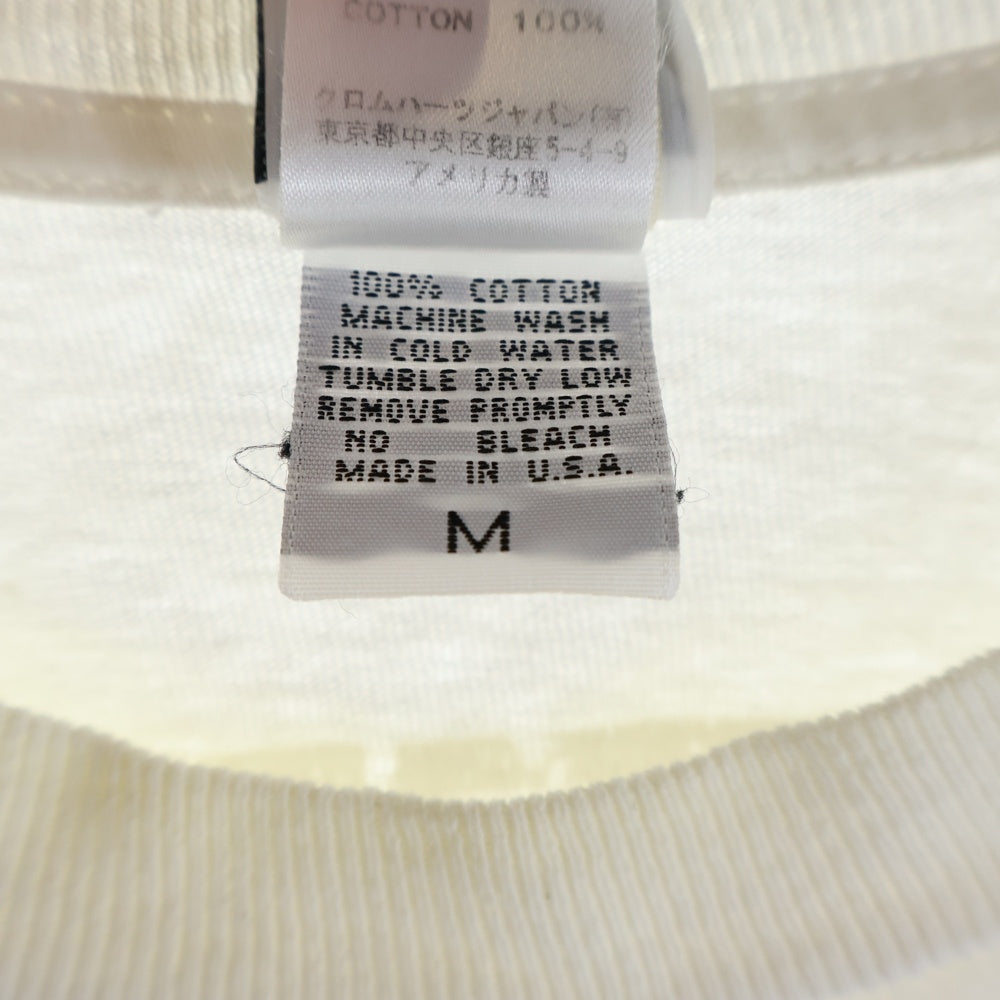 COTTON 100%
クロムハーツジャパン(有)
東京都中央区銀座5-4-9
アメリカ製
100% COTTON
MACHINE WASH
IN COLD WATER
TUMBLE DRY LOW
REMOVE PROMPTLY
NO BLEACH
MADE IN U.S.A.
M